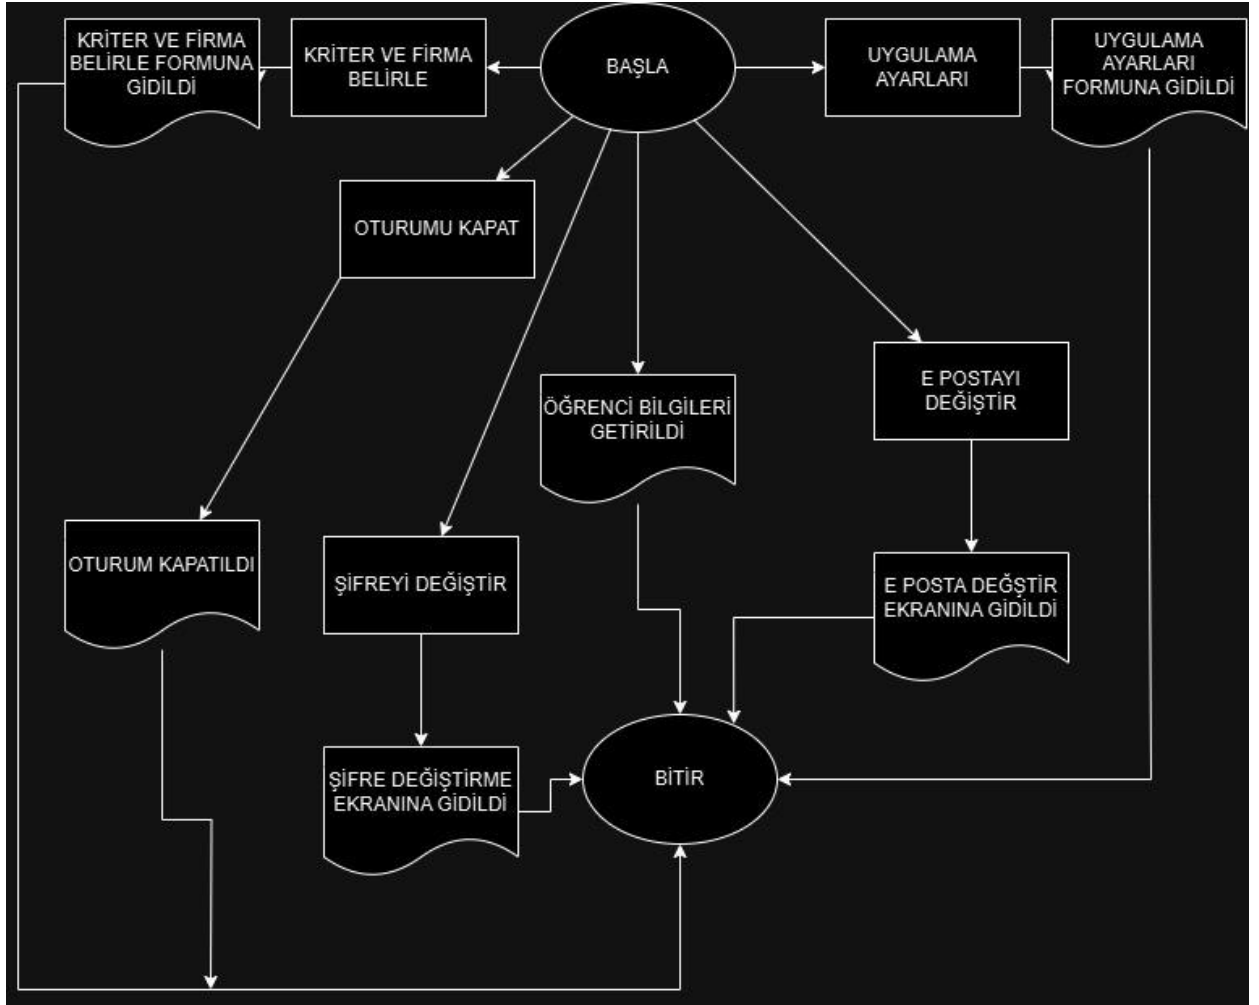 KRİTER VE FİRMA
BELİRLE FORMUNA
GİDİLDİ
KRİTER VE FİRMA
BELİRLE
BAŞLA
UYGULAMA
AYARLARI
UYGULAMA
AYARLARI
FORMUNA GİDİLDİ
OTURUMU KAPAT
E POSTAYI
DEĞİŞTİR
ÖĞRENCİ BİLGİLERİ
GETİRİLDİ
OTURUM KAPATILDI
ŞİFREYİ DEĞİŞTİR
E POSTA DEĞŞTİR
EKRANINA GİDİLDİ
ŞİFRE DEĞİŞTİRME
EKRANINA GİDİLDİ
BİTİR